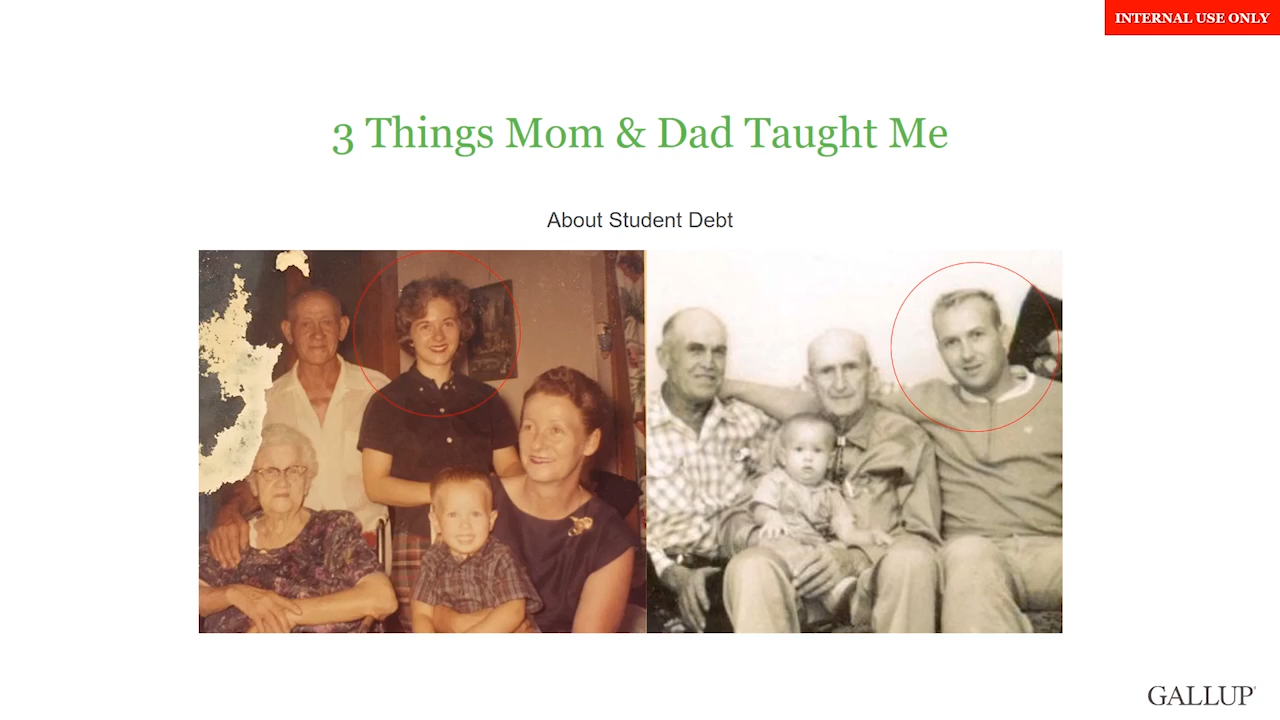 INTERNAL USE ONLY
3 Things Mom & Dad Taught Me
About Student Debt
GALLUP®